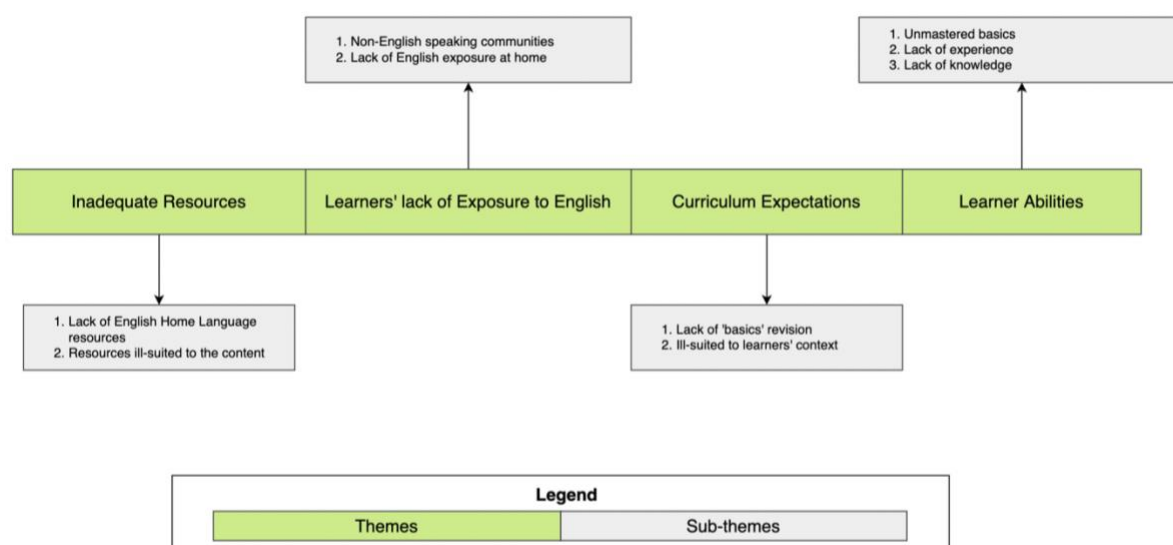 1. Non-English speaking communities
2. Lack of English exposure at home
1. Unmastered basics
2. Lack of experience
3. Lack of knowledge
Inadequate Resources
Learners' lack of Exposure to English
Curriculum Expectations
Learner Abilities
1. Lack of English Home Language
resources
2. Resources ill-suited to the content
1. Lack of 'basics' revision
2. Ill-suited to learners' context
Legend
Themes
Sub-themes